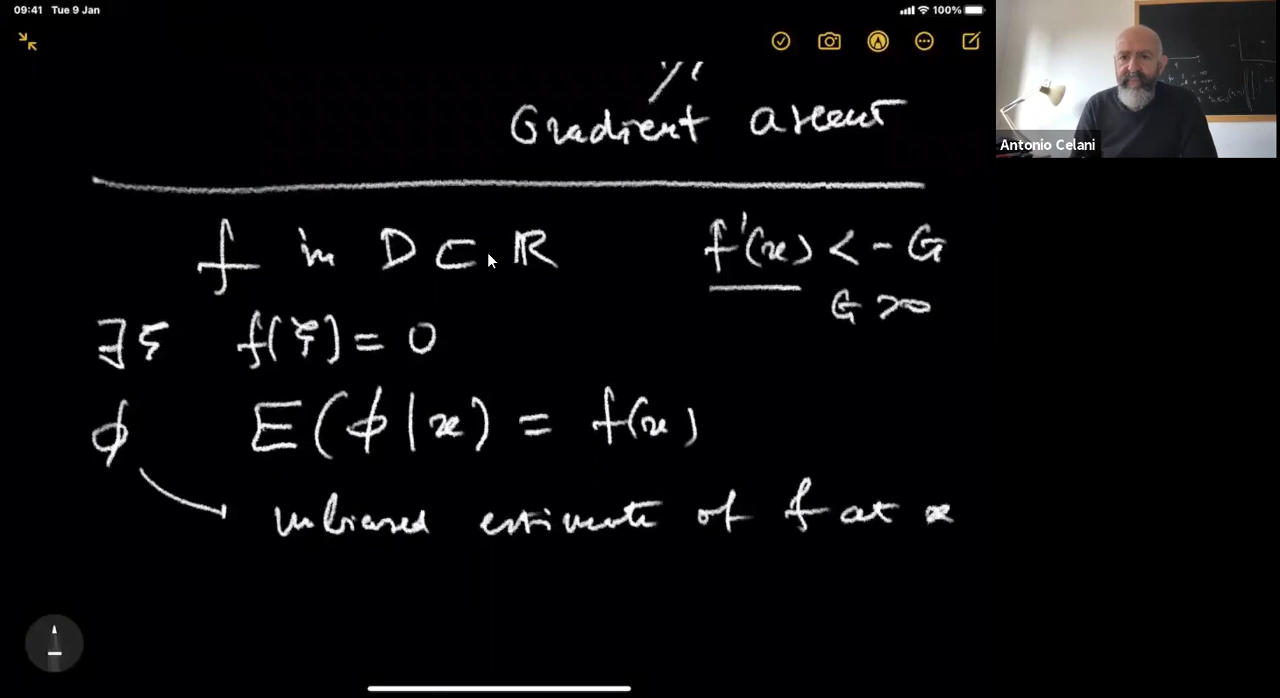 09:41 Tue 9 Jan
100%
Gradient ascent
f in D ⊂ ℝ
f'(x) < - G
G > 0
∃ ξ f(ξ) = 0
ϕ E(ϕ|x) = f(x)
unbiased estimate of f at x
Antonio Celani